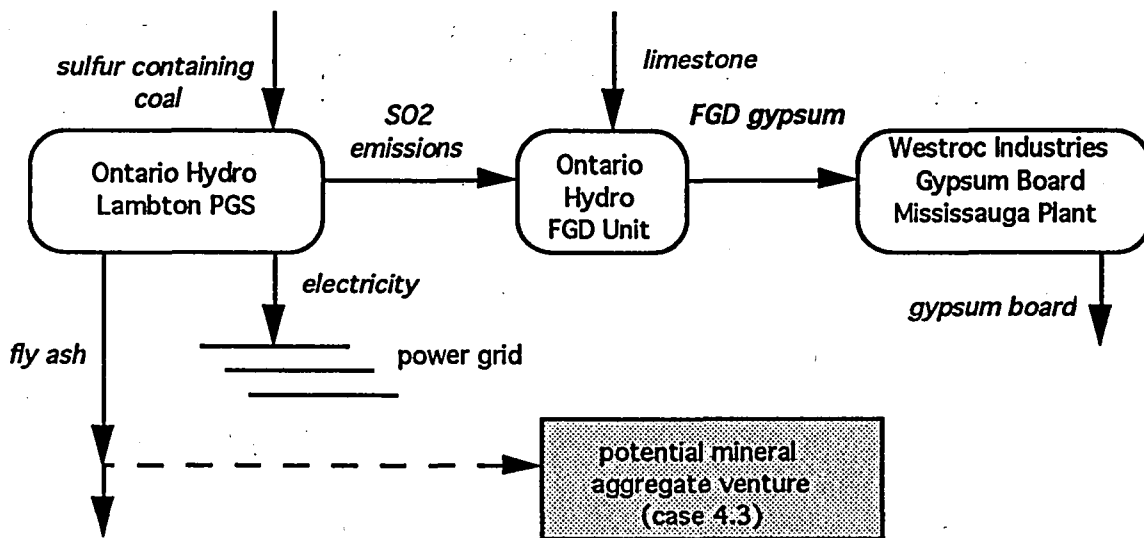 sulfur containing
coal
limestone
SO2
emissions
FGD gypsum
Ontario Hydro
Lambton PGS
Ontario
Hydro
FGD Unit
Westroc Industries
Gypsum Board
Mississauga Plant
electricity
gypsum board
fly ash
power grid
potential mineral
aggregate venture
(case 4.3)